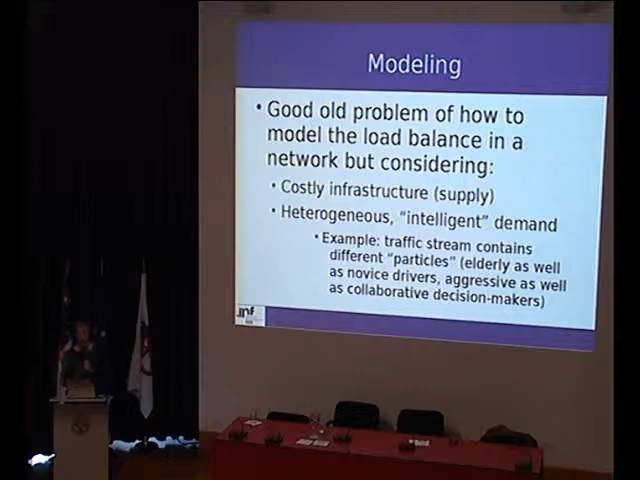 Modeling
• Good old problem of how to
model the load balance in a
network but considering:
• Costly infrastructure (supply)
• Heterogeneous, “intelligent” demand
• Example: traffic stream contains
different “particles” (elderly as well
as novice drivers, aggressive as well
as collaborative decision-makers)
inf